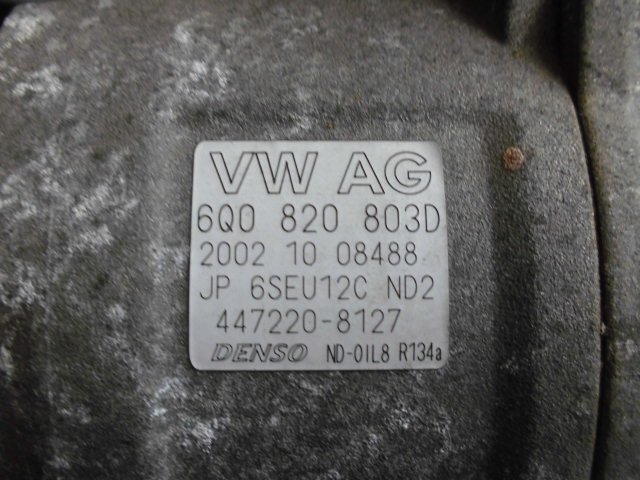 VW AG
6Q0 820 803D
2002 10 08488
JP 6SEU12C ND2
447220-8127
DENSO ND-OIL8 R134a